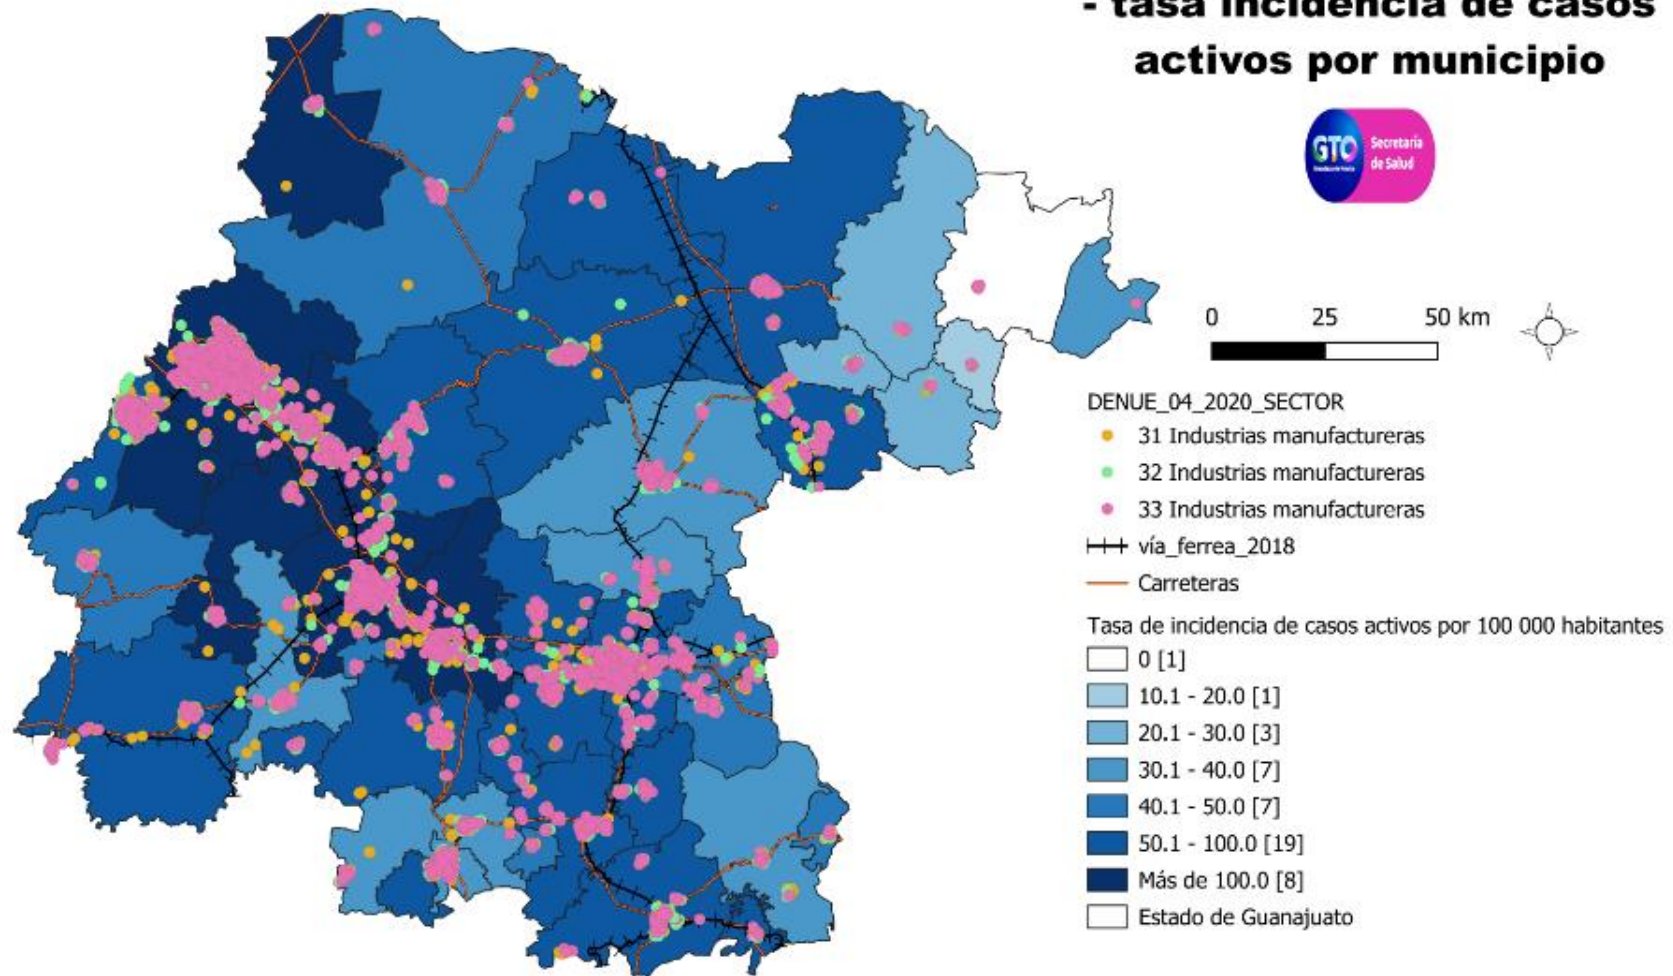 - tasa incidencia de casos
activos por municipio
GTO
Secretaría
de Salud
0 25 50 km
DENUE_04_2020_SECTOR
31 Industrias manufactureras
32 Industrias manufactureras
33 Industrias manufactureras
vía_ferrea_2018
Carreteras
Tasa de incidencia de casos activos por 100 000 habitantes
0 [1]
10.1 - 20.0 [1]
20.1 - 30.0 [3]
30.1 - 40.0 [7]
40.1 - 50.0 [7]
50.1 - 100.0 [19]
Más de 100.0 [8]
Estado de Guanajuato